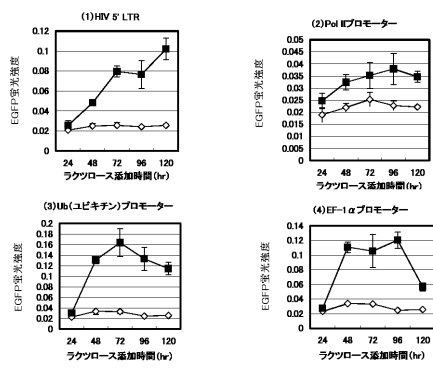 (1)HIV 5' LTR
EGFP蛍光強度
0.12
0.1
0.08
0.06
0.04
0.02
0
24 48 72 96 120
ラクツロース添加時間(hr)
(2)Pol IIプロモーター
EGFP蛍光強度
0.05
0.045
0.04
0.035
0.03
0.025
0.02
0.015
0.01
0.005
0
24 48 72 96 120
ラクツロース添加時間(hr)
(3)Ub(ユビキチン)プロモーター
EGFP蛍光強度
0.2
0.18
0.16
0.14
0.12
0.1
0.08
0.06
0.04
0.02
0
24 48 72 96 120
ラクツロース添加時間(hr)
(4)EF-1αプロモーター
EGFP蛍光強度
0.14
0.12
0.1
0.08
0.06
0.04
0.02
0
24 48 72 96 120
ラクツロース添加時間(hr)